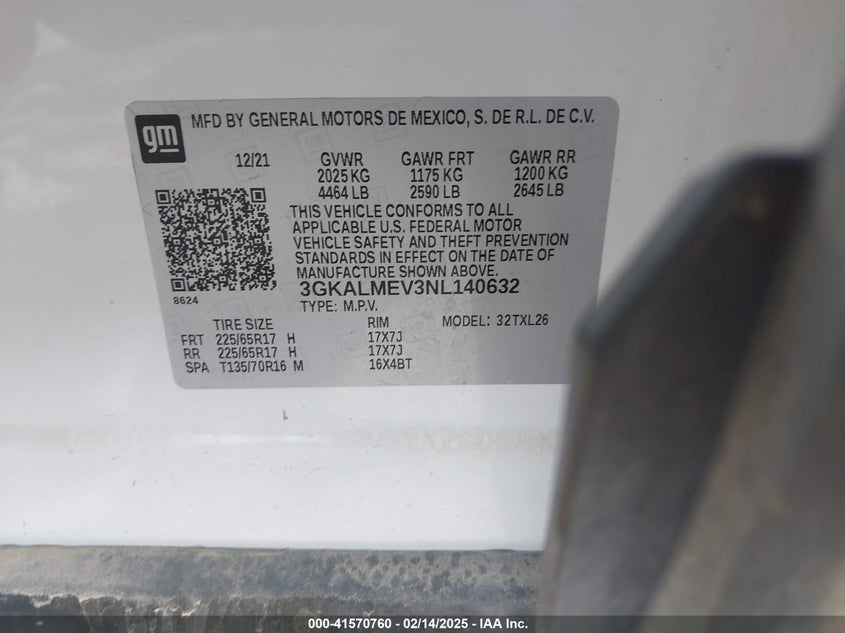 gm
MFD BY GENERAL MOTORS DE MEXICO, S. DE R.L. DE C.V.
12/21 GVWR GAWR FRT GAWR RR
2025 KG 1175 KG 1200 KG
4464 LB 2590 LB 2645 LB
THIS VEHICLE CONFORMS TO ALL
APPLICABLE U.S. FEDERAL MOTOR
VEHICLE SAFETY AND THEFT PREVENTION
STANDARDS IN EFFECT ON THE DATE OF
MANUFACTURE SHOWN ABOVE.
8624
3GKALMEV3NL140632
TYPE: M.P.V.
TIRE SIZE RIM MODEL: 32TXL26
FRT 225/65R17 H 17X7J
RR 225/65R17 H 17X7J
SPA T135/70R16 M 16X4BT
000-41570760 - 02/14/2025 - IAA Inc.